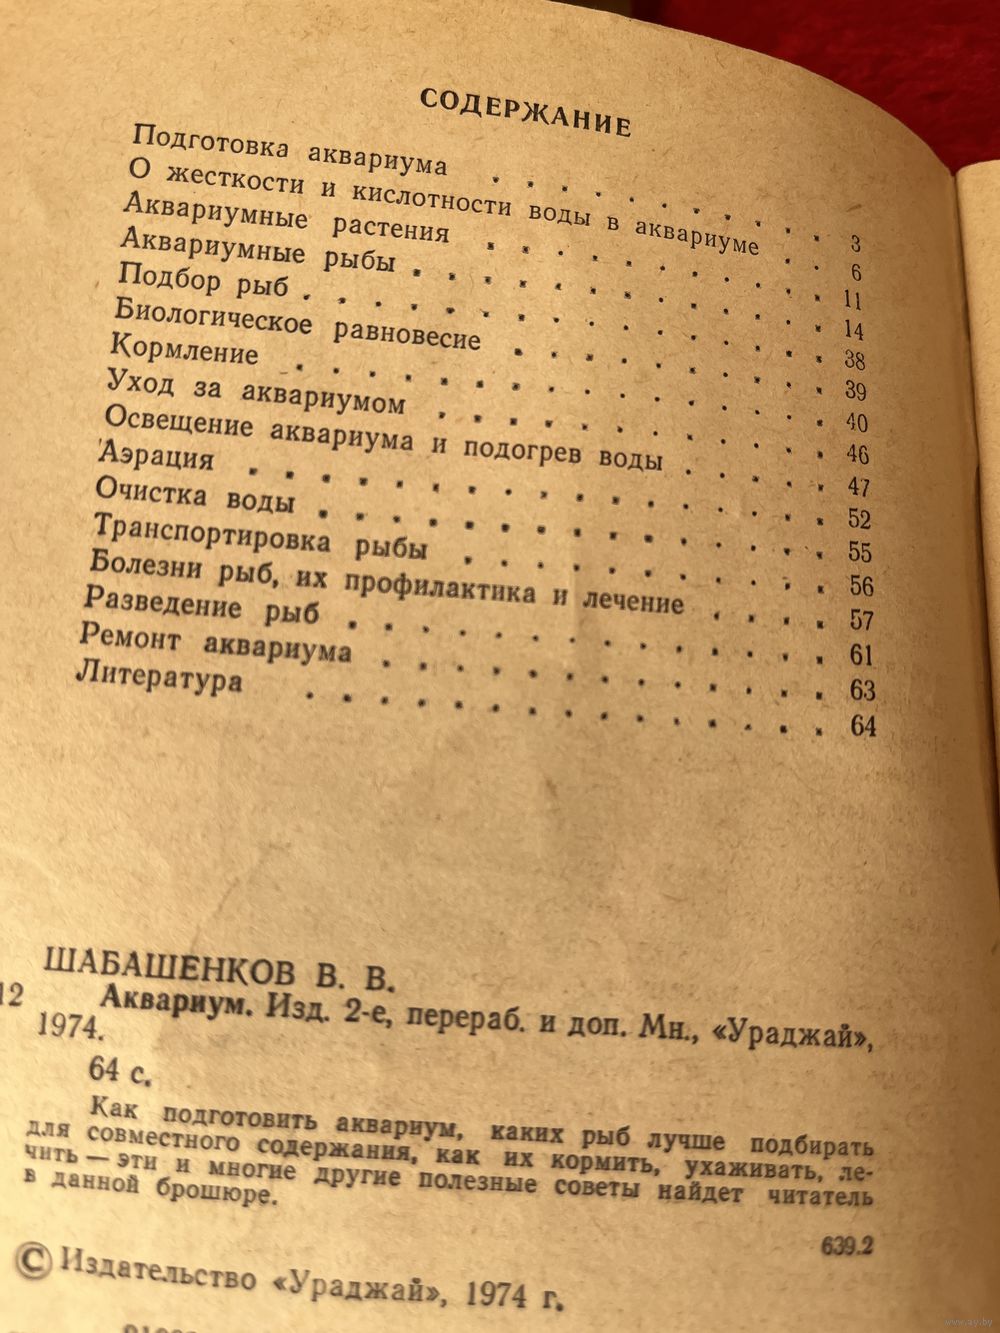 СОДЕРЖАНИЕ
Подготовка аквариума . . . . . . . . . . 3
О жесткости и кислотности воды в аквариуме . . 6
Аквариумные растения . . . . . . . . . . 11
Аквариумные рыбы . . . . . . . . . . . . 14
Подбор рыб . . . . . . . . . . . . . . . 38
Биологическое равновесие . . . . . . . . . 39
Кормление . . . . . . . . . . . . . . . 40
Уход за аквариумом . . . . . . . . . . . 46
Освещение аквариума и подогрев воды . . . . . 47
Аэрация . . . . . . . . . . . . . . . . 52
Очистка воды . . . . . . . . . . . . . . 55
Транспортировка рыбы . . . . . . . . . . 56
Болезни рыб, их профилактика и лечение . . . . 57
Разведение рыб . . . . . . . . . . . . . 61
Ремонт аквариума . . . . . . . . . . . . 63
Литература . . . . . . . . . . . . . . . 64
ШАБАШЕНКОВ В. В.
12 Аквариум. Изд. 2-е, перераб. и доп. Мн., «Ураджай»,
1974.
64 с.
Как подготовить аквариум, каких рыб лучше подбирать
для совместного содержания, как их кормить, ухаживать, ле-
чить — эти и многие другие полезные советы найдет читатель
в данной брошюре.
639.2
© Издательство «Ураджай», 1974 г.
www.ay.by